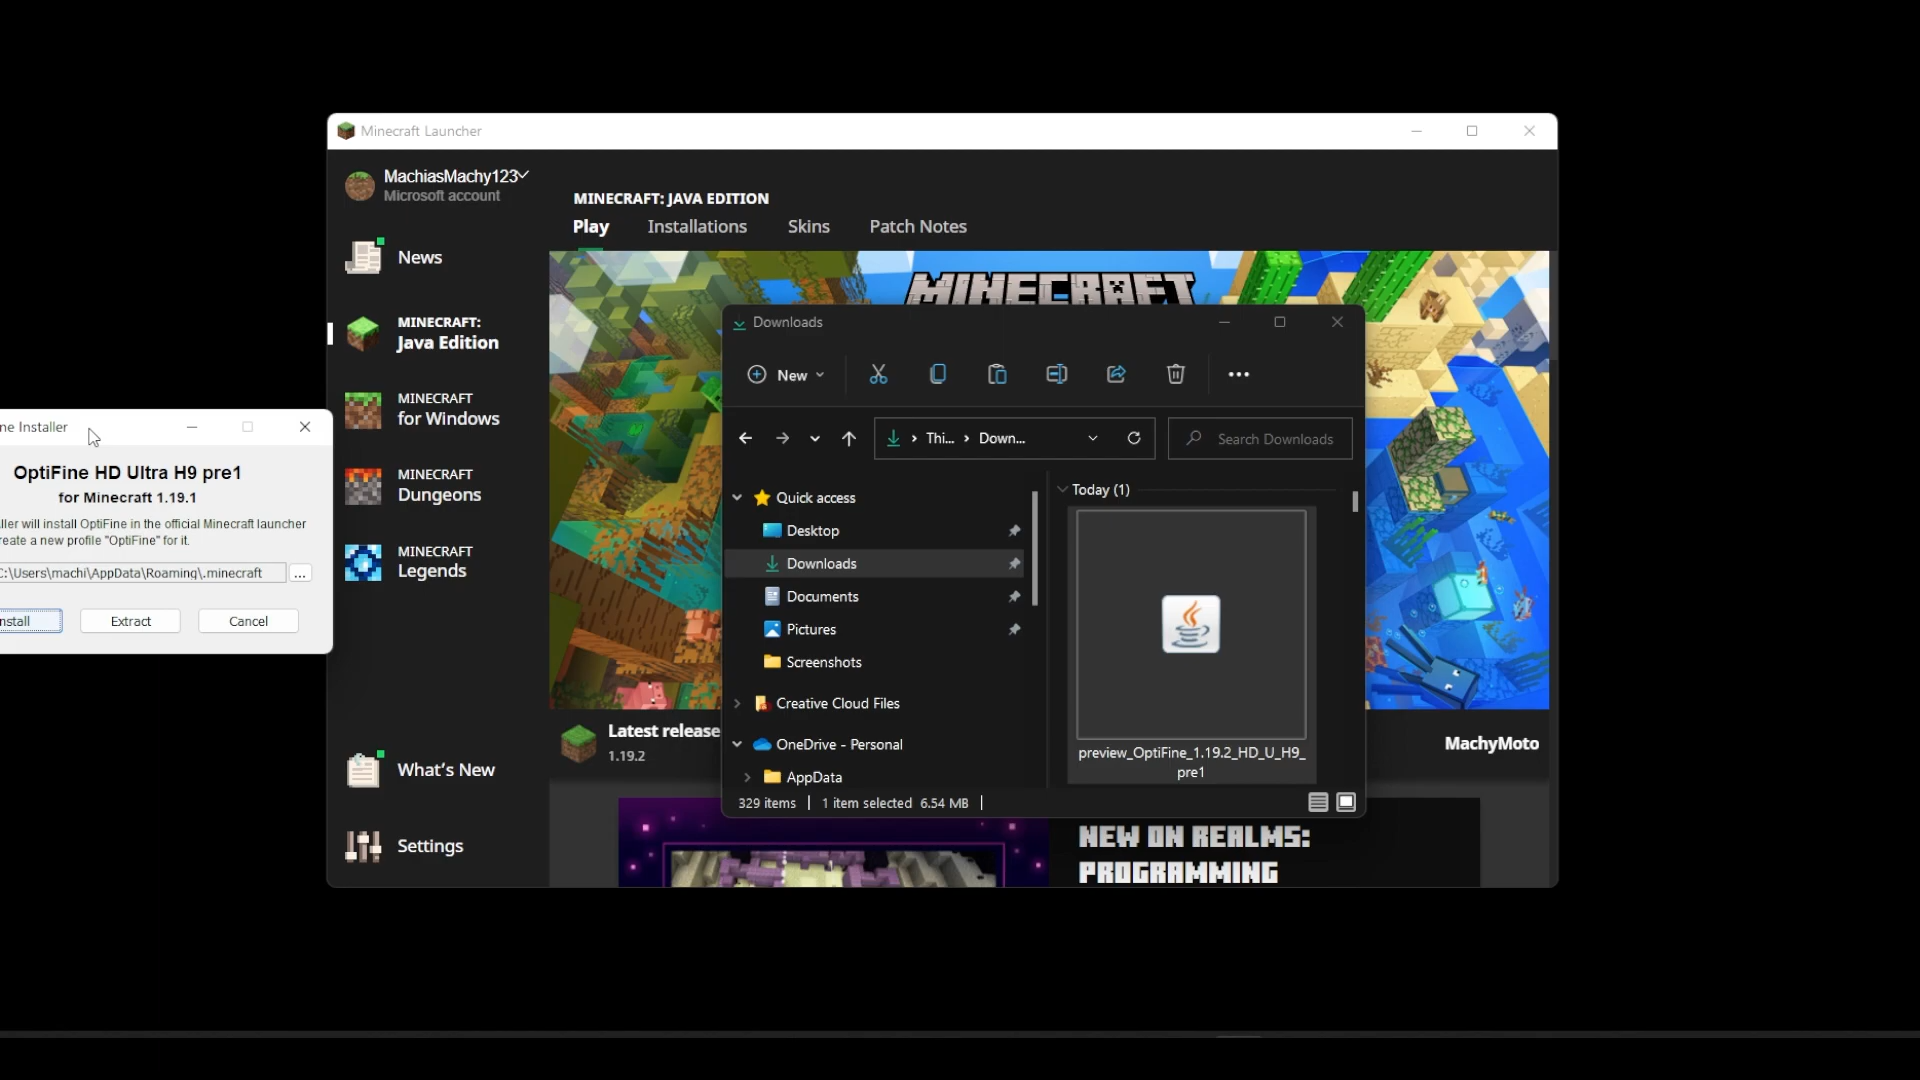 Minecraft Launcher
MachiasMachy123
Microsoft account
MINECRAFT: JAVA EDITION
Play
Installations
Skins
Patch Notes
News
MINECRAFT:
Java Edition
MINECRAFT
for Windows
MINECRAFT
Dungeons
MINECRAFT
Legends
What's New
Settings
MINECRAFT
ne Installer
OptiFine HD Ultra H9 pre1
for Minecraft 1.19.1
ller will install OptiFine in the official Minecraft launcher
reate a new profile "OptiFine" for it.
C:\Users\machi\AppData\Roaming\.minecraft
...
nstall
Extract
Cancel
Downloads
New
Thi...
Down...
Search Downloads
Quick access
Desktop
Downloads
Documents
Pictures
Screenshots
Creative Cloud Files
OneDrive - Personal
AppData
Today (1)
preview_OptiFine_1.19.2_HD_U_H9_
pre1
329 items
1 item selected 6.54 MB
Latest release
1.19.2
MachyMoto
NEW ON REALMS:
PROGRAMMING